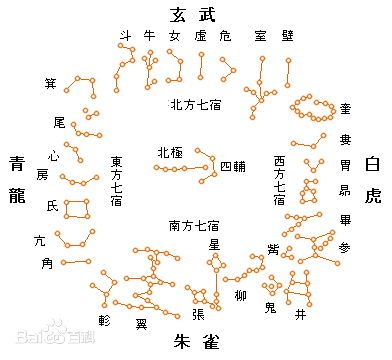 玄武
斗 牛 女 虛 危 室 壁
北方七宿
箕
尾
心
房
氐
亢
角
青龍
東方七宿
北極
四輔
西方七宿
白虎
奎
婁
胃
昴
畢
參
觜
南方七宿
星
軫 翼 張 柳 鬼 井
朱雀
Bai百科